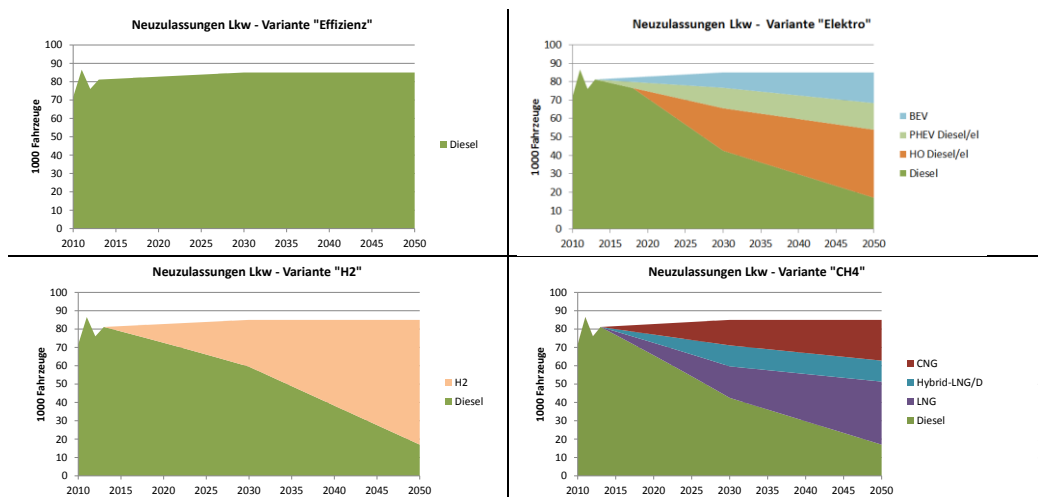 Neuzulassungen Lkw - Variante "Effizienz"
1000 Fahrzeuge
100
90
80
70
60
50
40
30
20
10
0
2010 2015 2020 2025 2030 2035 2040 2045 2050
Diesel
Neuzulassungen Lkw - Variante "Elektro"
1000 Fahrzeuge
100
90
80
70
60
50
40
30
20
10
0
2010 2015 2020 2025 2030 2035 2040 2045 2050
BEV
PHEV Diesel/el
HO Diesel/el
Diesel
Neuzulassungen Lkw - Variante "H2"
1000 Fahrzeuge
100
90
80
70
60
50
40
30
20
10
0
2010 2015 2020 2025 2030 2035 2040 2045 2050
H2
Diesel
Neuzulassungen Lkw - Variante "CH4"
1000 Fahrzeuge
100
90
80
70
60
50
40
30
20
10
0
2010 2015 2020 2025 2030 2035 2040 2045 2050
CNG
Hybrid-LNG/D
LNG
Diesel